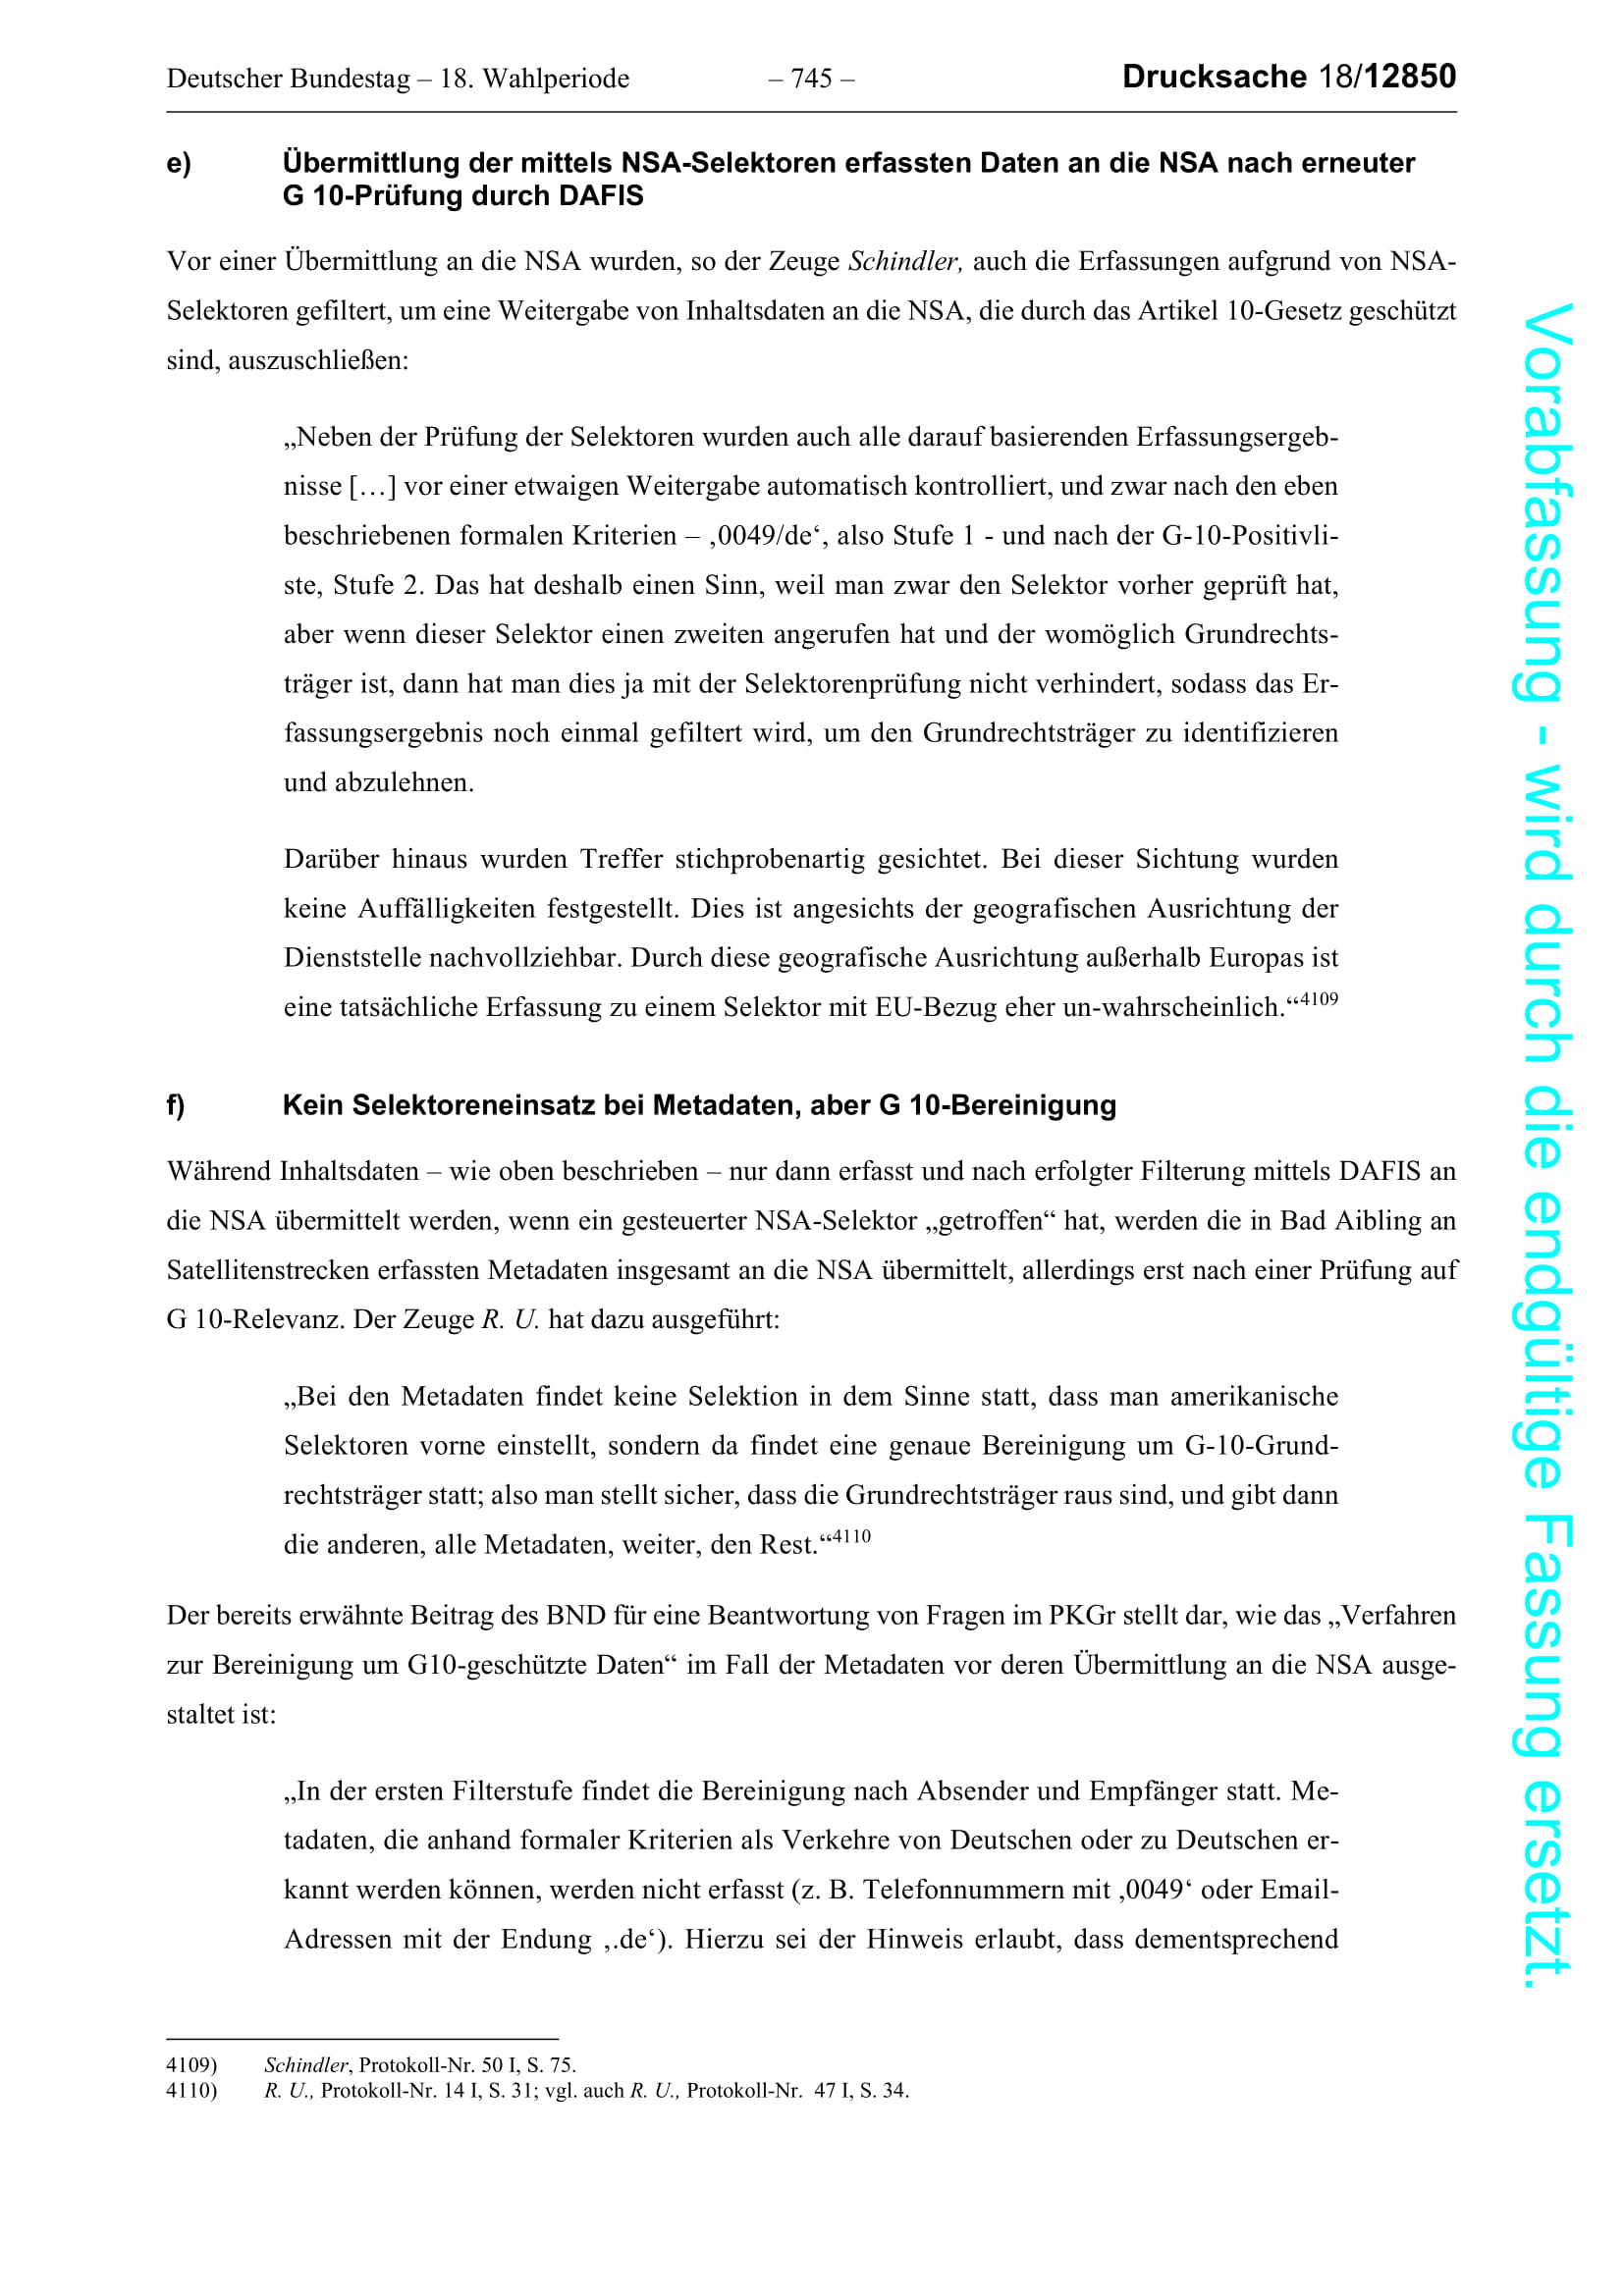 Deutscher Bundestag – 18. Wahlperiode – 745 – Drucksache 18/12850
e) Übermittlung der mittels NSA-Selektoren erfassten Daten an die NSA nach erneuter
G 10-Prüfung durch DAFIS
Vor einer Übermittlung an die NSA wurden, so der Zeuge Schindler, auch die Erfassungen aufgrund von NSA-
Selektoren gefiltert, um eine Weitergabe von Inhaltsdaten an die NSA, die durch das Artikel 10-Gesetz geschützt
sind, auszuschließen:
„Neben der Prüfung der Selektoren wurden auch alle darauf basierenden Erfassungsergeb-
nisse […] vor einer etwaigen Weitergabe automatisch kontrolliert, und zwar nach den eben
beschriebenen formalen Kriterien – ‚0049/de‘, also Stufe 1 - und nach der G-10-Positivli-
ste, Stufe 2. Das hat deshalb einen Sinn, weil man zwar den Selektor vorher geprüft hat,
aber wenn dieser Selektor einen zweiten angerufen hat und der womöglich Grundrechts-
träger ist, dann hat man dies ja mit der Selektorenprüfung nicht verhindert, sodass das Er-
fassungsergebnis noch einmal gefiltert wird, um den Grundrechtsträger zu identifizieren
und abzulehnen.
Darüber hinaus wurden Treffer stichprobenartig gesichtet. Bei dieser Sichtung wurden
keine Auffälligkeiten festgestellt. Dies ist angesichts der geografischen Ausrichtung der
Dienststelle nachvollziehbar. Durch diese geografische Ausrichtung außerhalb Europas ist
eine tatsächliche Erfassung zu einem Selektor mit EU-Bezug eher un-wahrscheinlich.“4109
f) Kein Selektoreneinsatz bei Metadaten, aber G 10-Bereinigung
Während Inhaltsdaten – wie oben beschrieben – nur dann erfasst und nach erfolgter Filterung mittels DAFIS an
die NSA übermittelt werden, wenn ein gesteuerter NSA-Selektor „getroffen“ hat, werden die in Bad Aibling an
Satellitenstrecken erfassten Metadaten insgesamt an die NSA übermittelt, allerdings erst nach einer Prüfung auf
G 10-Relevanz. Der Zeuge R. U. hat dazu ausgeführt:
„Bei den Metadaten findet keine Selektion in dem Sinne statt, dass man amerikanische
Selektoren vorne einstellt, sondern da findet eine genaue Bereinigung um G-10-Grund-
rechtsträger statt; also man stellt sicher, dass die Grundrechtsträger raus sind, und gibt dann
die anderen, alle Metadaten, weiter, den Rest.“4110
Der bereits erwähnte Beitrag des BND für eine Beantwortung von Fragen im PKGr stellt dar, wie das „Verfahren
zur Bereinigung um G10-geschützte Daten“ im Fall der Metadaten vor deren Übermittlung an die NSA ausge-
staltet ist:
„In der ersten Filterstufe findet die Bereinigung nach Absender und Empfänger statt. Me-
tadaten, die anhand formaler Kriterien als Verkehre von Deutschen oder zu Deutschen er-
kannt werden können, werden nicht erfasst (z. B. Telefonnummern mit ‚0049‘ oder Email-
Adressen mit der Endung ‚.de‘). Hierzu sei der Hinweis erlaubt, dass dementsprechend
4109) Schindler, Protokoll-Nr. 50 I, S. 75.
4110) R. U., Protokoll-Nr. 14 I, S. 31; vgl. auch R. U., Protokoll-Nr. 47 I, S. 34.
Vorabfassung - wird durch die endgültige Fassung ersetzt.